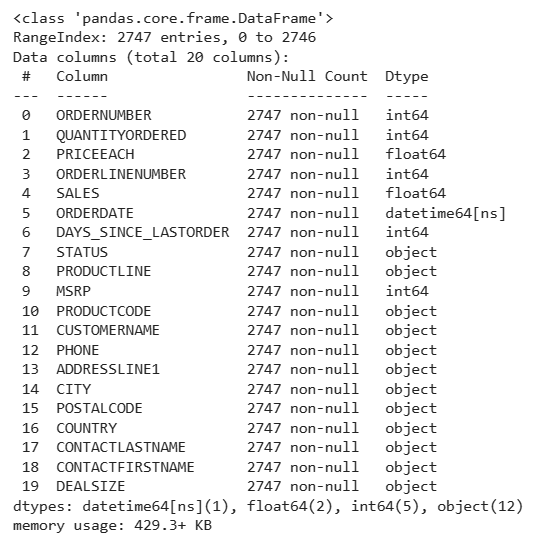 <class 'pandas.core.frame.DataFrame'>
RangeIndex: 2747 entries, 0 to 2746
Data columns (total 20 columns):
 #   Column               Non-Null Count  Dtype
---  ------               --------------  -----
 0   ORDERNUMBER          2747 non-null   int64
 1   QUANTITYORDERED      2747 non-null   int64
 2   PRICEEACH            2747 non-null   float64
 3   ORDERLINENUMBER      2747 non-null   int64
 4   SALES                2747 non-null   float64
 5   ORDERDATE            2747 non-null   datetime64[ns]
 6   DAYS_SINCE_LASTORDER  2747 non-null   int64
 7   STATUS               2747 non-null   object
 8   PRODUCTLINE          2747 non-null   object
 9   MSRP                 2747 non-null   int64
 10  PRODUCTCODE          2747 non-null   object
 11  CUSTOMERNAME         2747 non-null   object
 12  PHONE                2747 non-null   object
 13  ADDRESSLINE1         2747 non-null   object
 14  CITY                 2747 non-null   object
 15  POSTALCODE           2747 non-null   object
 16  COUNTRY              2747 non-null   object
 17  CONTACTLASTNAME      2747 non-null   object
 18  CONTACTFIRSTNAME     2747 non-null   object
 19  DEALSIZE             2747 non-null   object
dtypes: datetime64[ns](1), float64(2), int64(5), object(12)
memory usage: 429.3+ KB